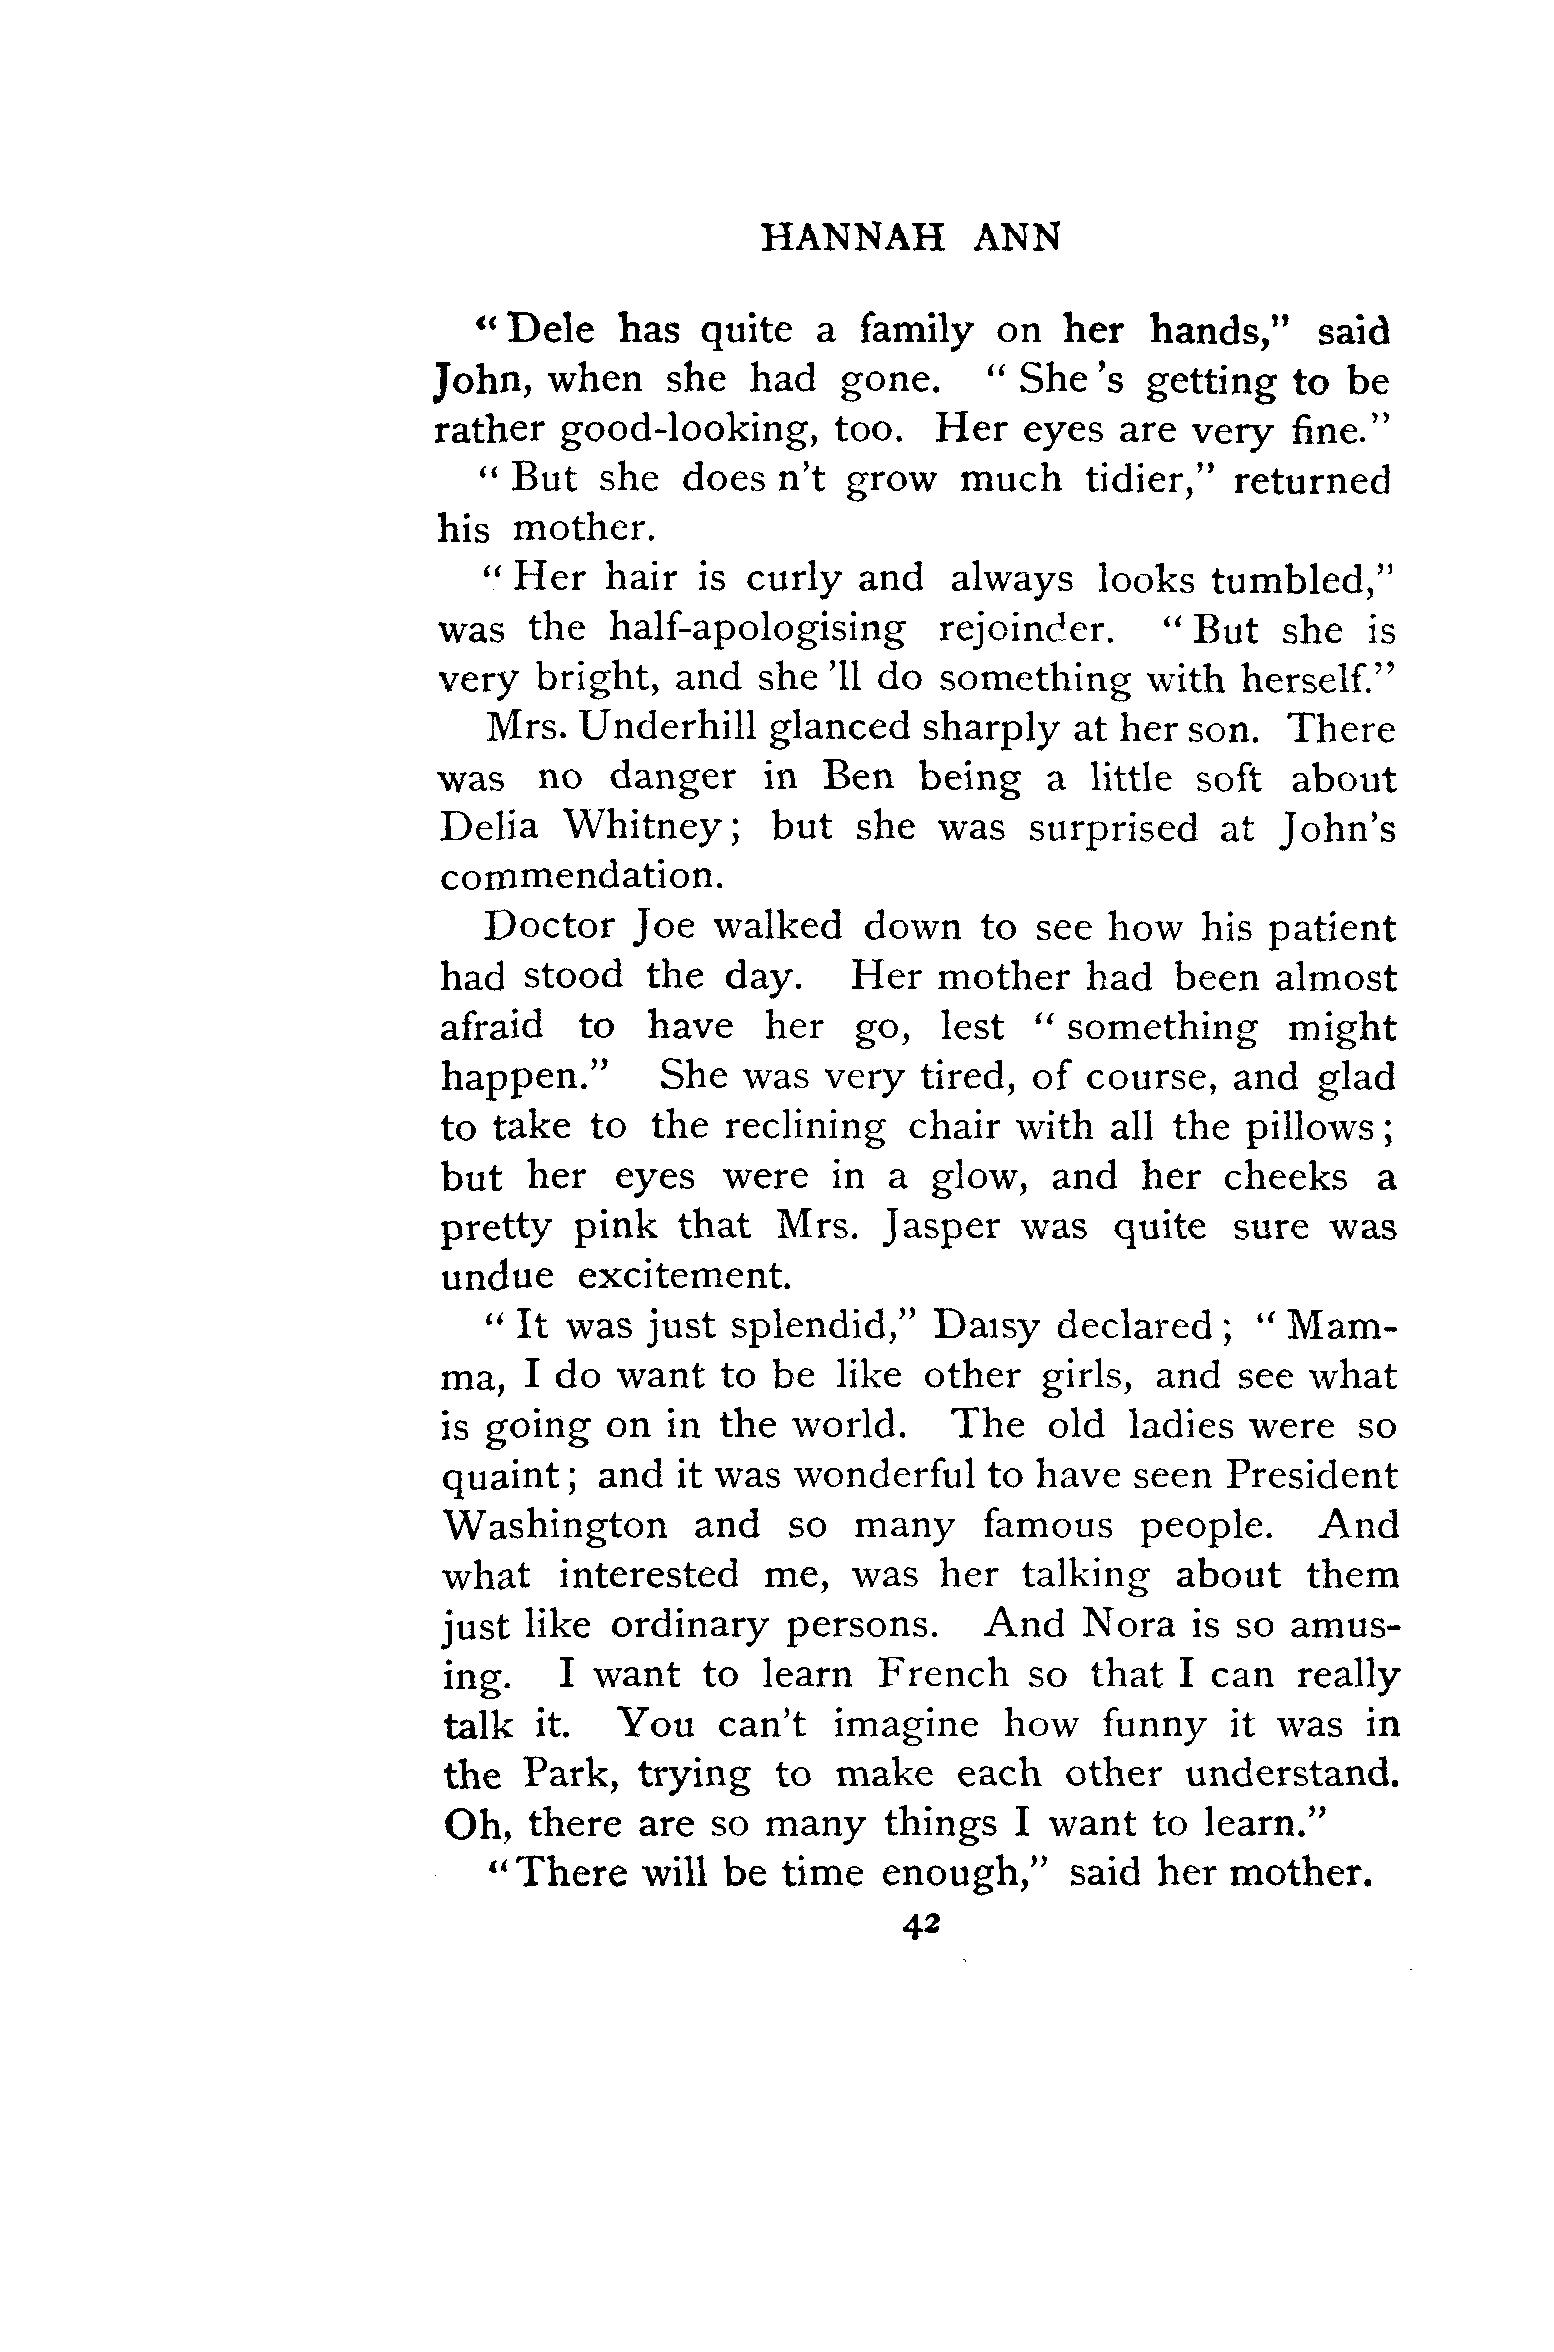 HANNAH ANN
“Dele has quite a family on her hands,” said
John, when she had gone. “She 's getting to be
rather good-looking, too. Her eyes are very fine.”
“But she does n't grow much tidier,” returned
his mother.
“Her hair is curly and always looks tumbled,”
was the half-apologising rejoinder. “But she is
very bright, and she 'll do something with herself.”
Mrs. Underhill glanced sharply at her son. There
was no danger in Ben being a little soft about
Delia Whitney; but she was surprised at John's
commendation.
Doctor Joe walked down to see how his patient
had stood the day. Her mother had been almost
afraid to have her go, lest “something might
happen.” She was very tired, of course, and glad
to take to the reclining chair with all the pillows;
but her eyes were in a glow, and her cheeks a
pretty pink that Mrs. Jasper was quite sure was
undue excitement.
“It was just splendid,” Daisy declared; “Mam-
ma, I do want to be like other girls, and see what
is going on in the world. The old ladies were so
quaint; and it was wonderful to have seen President
Washington and so many famous people. And
what interested me, was her talking about them
just like ordinary persons. And Nora is so amus-
ing. I want to learn French so that I can really
talk it. You can't imagine how funny it was in
the Park, trying to make each other understand.
Oh, there are so many things I want to learn.”
“There will be time enough,” said her mother.
42